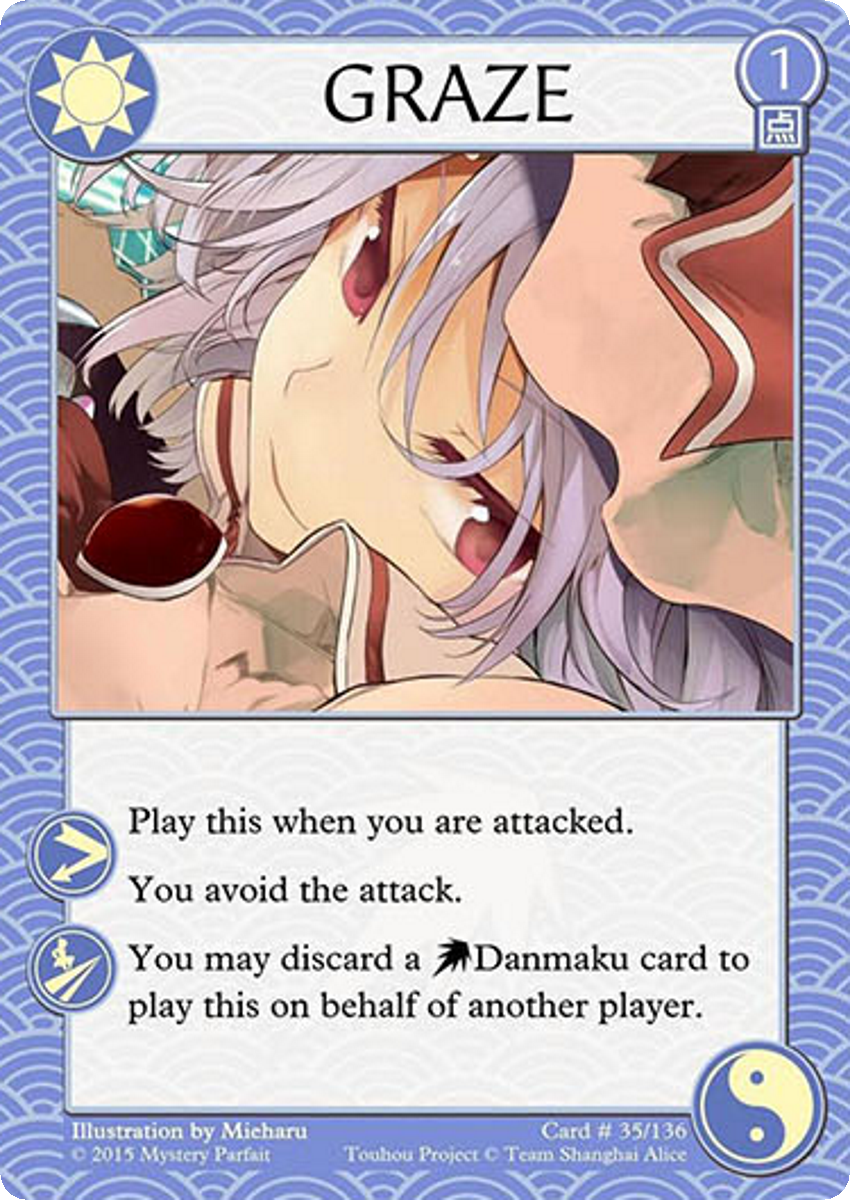 GRAZE
1
点
Play this when you are attacked.
You avoid the attack.
You may discard a Danmaku card to
play this on behalf of another player.
Illustration by Mieharu
Card # 35/136
© 2015 Mystery Parfait
Touhou Project © Team Shanghai Alice